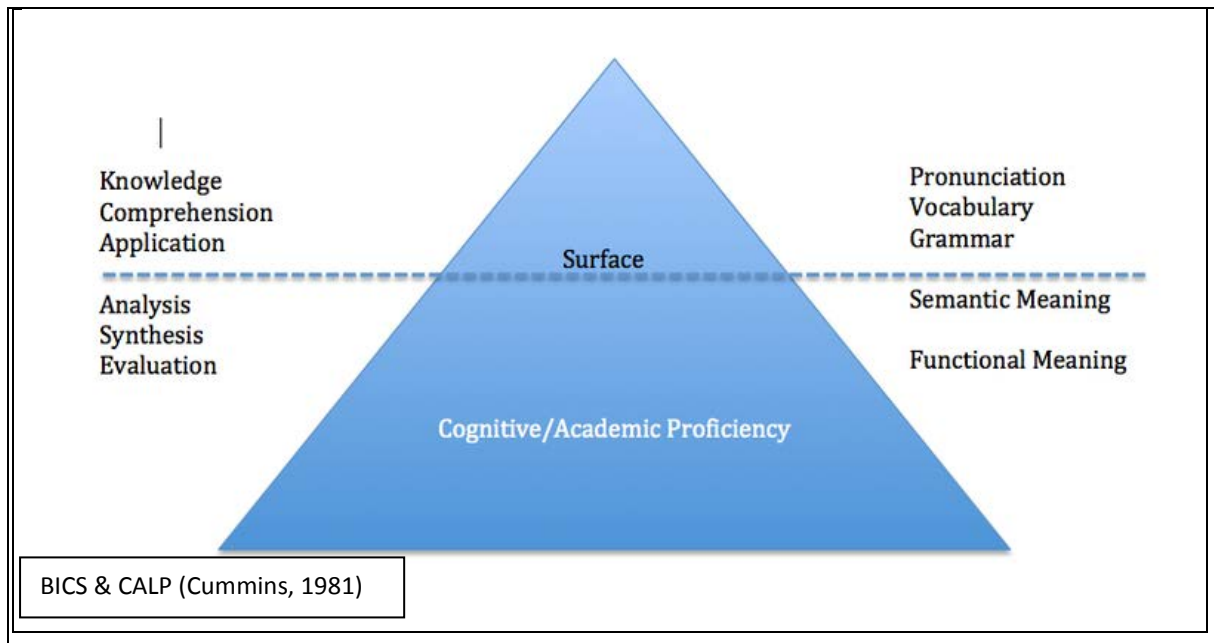 Knowledge
Comprehension
Application
Pronunciation
Vocabulary
Grammar
Surface
Analysis
Synthesis
Evaluation
Semantic Meaning
Functional Meaning
Cognitive/Academic Proficiency
BICS & CALP (Cummins, 1981)